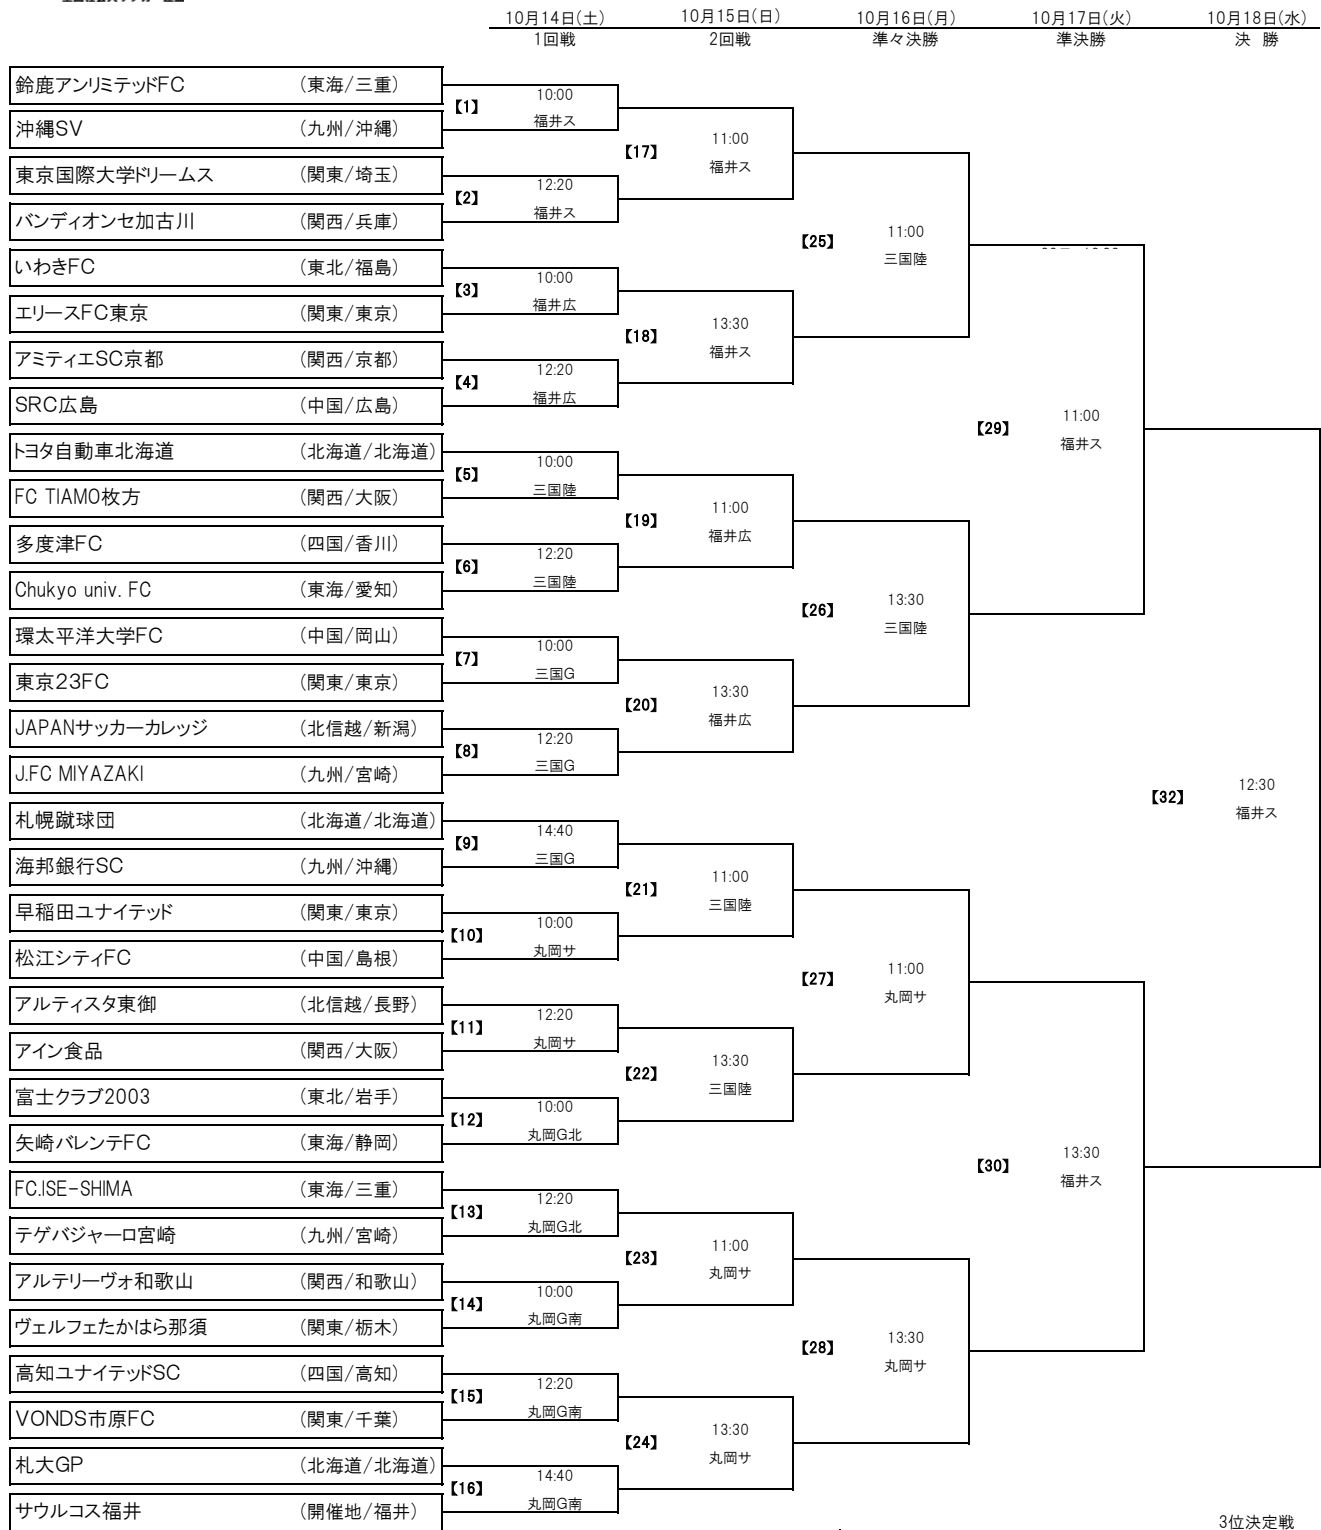 10月14日(土) 10月15日(日) 10月16日(月) 10月17日(火) 10月18日(水)
1回戦 2回戦 準々決勝 準決勝 決 勝
鈴鹿アンリミテッドFC (東海/三重)
【1】 10:00 福井ス
沖縄SV (九州/沖縄)
【17】 11:00 福井ス
東京国際大学ドリームス (関東/埼玉)
【2】 12:20 福井ス
バンディオンセ加古川 (関西/兵庫)
【25】 11:00 三国陸
いわきFC (東北/福島)
【3】 10:00 福井広
エリースFC東京 (関東/東京)
【18】 13:30 福井ス
アミティエSC京都 (関西/京都)
【4】 12:20 福井広
SRC広島 (中国/広島)
【29】 11:00 福井ス
トヨタ自動車北海道 (北海道/北海道)
【5】 10:00 三国陸
FC TIAMO枚方 (関西/大阪)
【19】 11:00 福井広
多度津FC (四国/香川)
【6】 12:20 三国陸
Chukyo univ. FC (東海/愛知)
【26】 13:30 三国陸
環太平洋大学FC (中国/岡山)
【7】 10:00 三国G
東京23FC (関東/東京)
【20】 13:30 福井広
JAPANサッカーカレッジ (北信越/新潟)
【8】 12:20 三国G
J.FC MIYAZAKI (九州/宮崎)
【32】 12:30 福井ス
札幌蹴球団 (北海道/北海道)
【9】 14:40 三国G
海邦銀行SC (九州/沖縄)
【21】 11:00 三国陸
早稲田ユナイテッド (関東/東京)
【10】 10:00 丸岡サ
松江シティFC (中国/島根)
【27】 11:00 丸岡サ
アルティスタ東御 (北信越/長野)
【11】 12:20 丸岡サ
アイン食品 (関西/大阪)
【22】 13:30 三国陸
富士クラブ2003 (東北/岩手)
【12】 10:00 丸岡G北
矢崎バレンテFC (東海/静岡)
【30】 13:30 福井ス
FC.ISE-SHIMA (東海/三重)
【13】 12:20 丸岡G北
テゲバジャーロ宮崎 (九州/宮崎)
【23】 11:00 丸岡サ
アルテリーヴォ和歌山 (関西/和歌山)
【14】 10:00 丸岡G南
ヴェルフェたかはら那須 (関東/栃木)
【28】 13:30 丸岡サ
高知ユナイテッドSC (四国/高知)
【15】 12:20 丸岡G南
VONDS市原FC (関東/千葉)
【24】 13:30 丸岡サ
札大GP (北海道/北海道)
【16】 14:40 丸岡G南
サウルコス福井 (開催地/福井)
3位決定戦